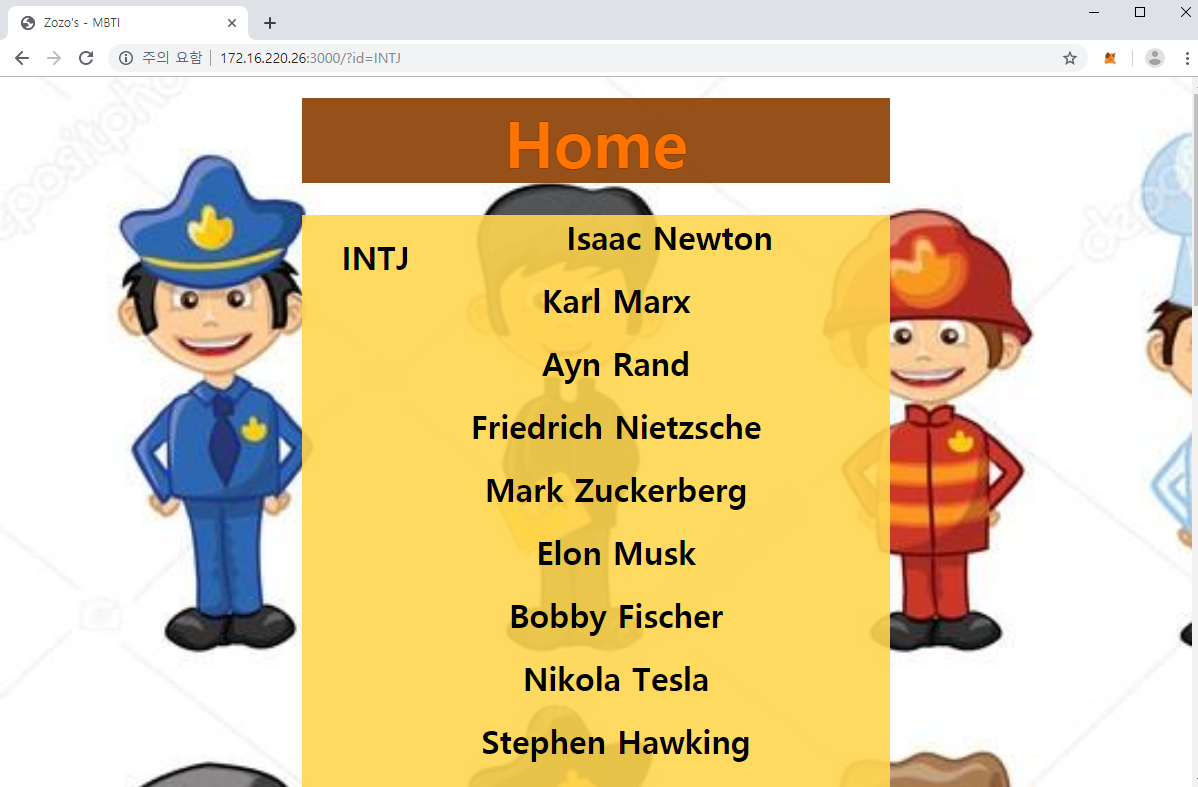 Zozo's - MBTI
주의 요함 | 172.16.220.26:3000/?id=INTJ
depositpho
Home
INTJ
Isaac Newton
Karl Marx
Ayn Rand
Friedrich Nietzsche
Mark Zuckerberg
Elon Musk
Bobby Fischer
Nikola Tesla
Stephen Hawking